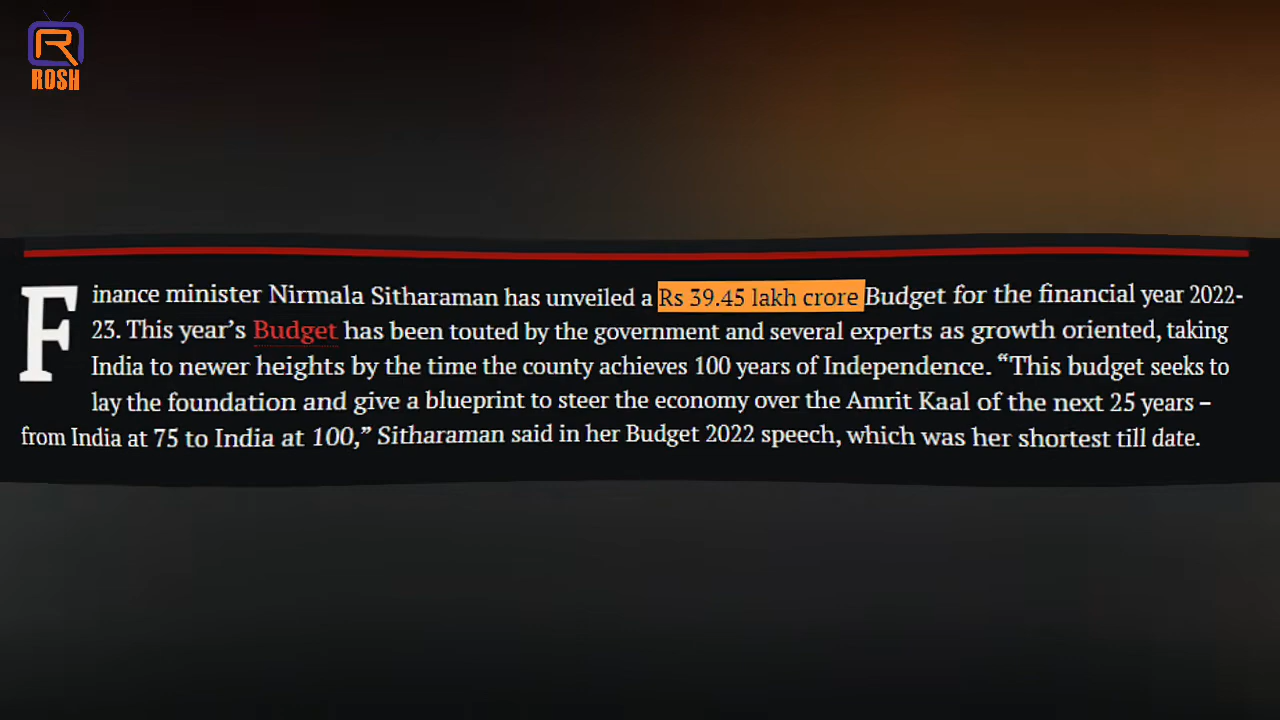 ROSH
Finance minister Nirmala Sitharaman has unveiled a Rs 39.45 lakh crore Budget for the financial year 2022-
23. This year’s Budget has been touted by the government and several experts as growth oriented, taking
India to newer heights by the time the county achieves 100 years of Independence. “This budget seeks to
lay the foundation and give a blueprint to steer the economy over the Amrit Kaal of the next 25 years –
from India at 75 to India at 100,” Sitharaman said in her Budget 2022 speech, which was her shortest till date.